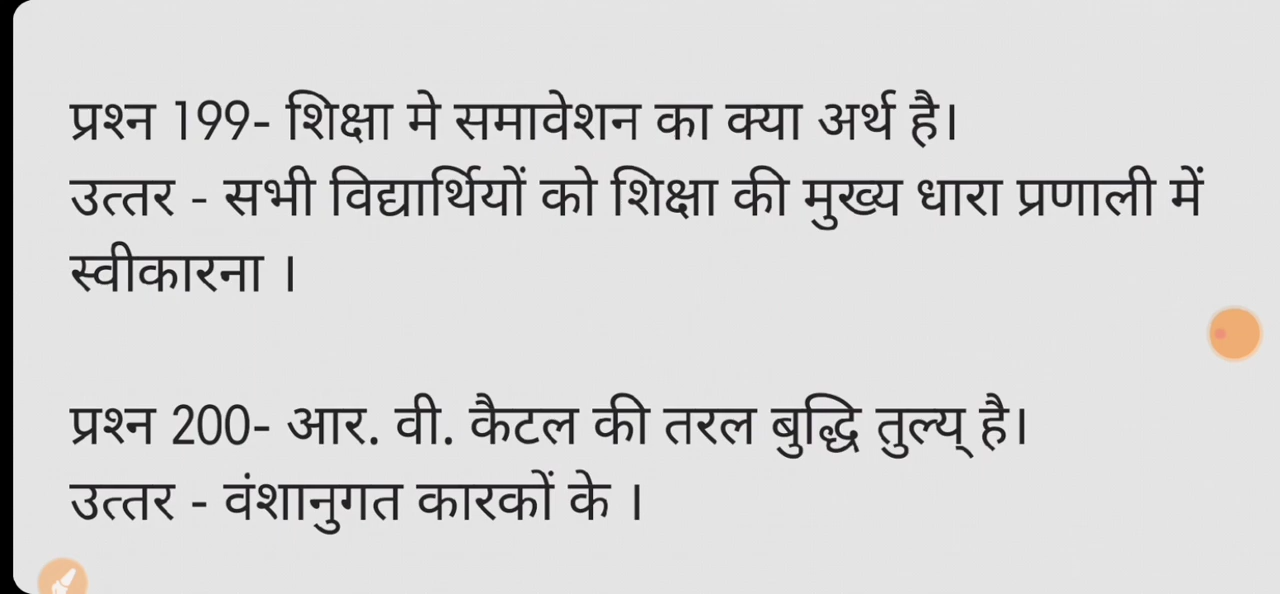 प्रश्न 199- शिक्षा मे समावेशन का क्या अर्थ है।
उत्तर - सभी विद्यार्थियों को शिक्षा की मुख्य धारा प्रणाली में
स्वीकारना ।
प्रश्न 200- आर. वी. कैटल की तरल बुद्धि तुल्य् है।
उत्तर - वंशानुगत कारकों के ।